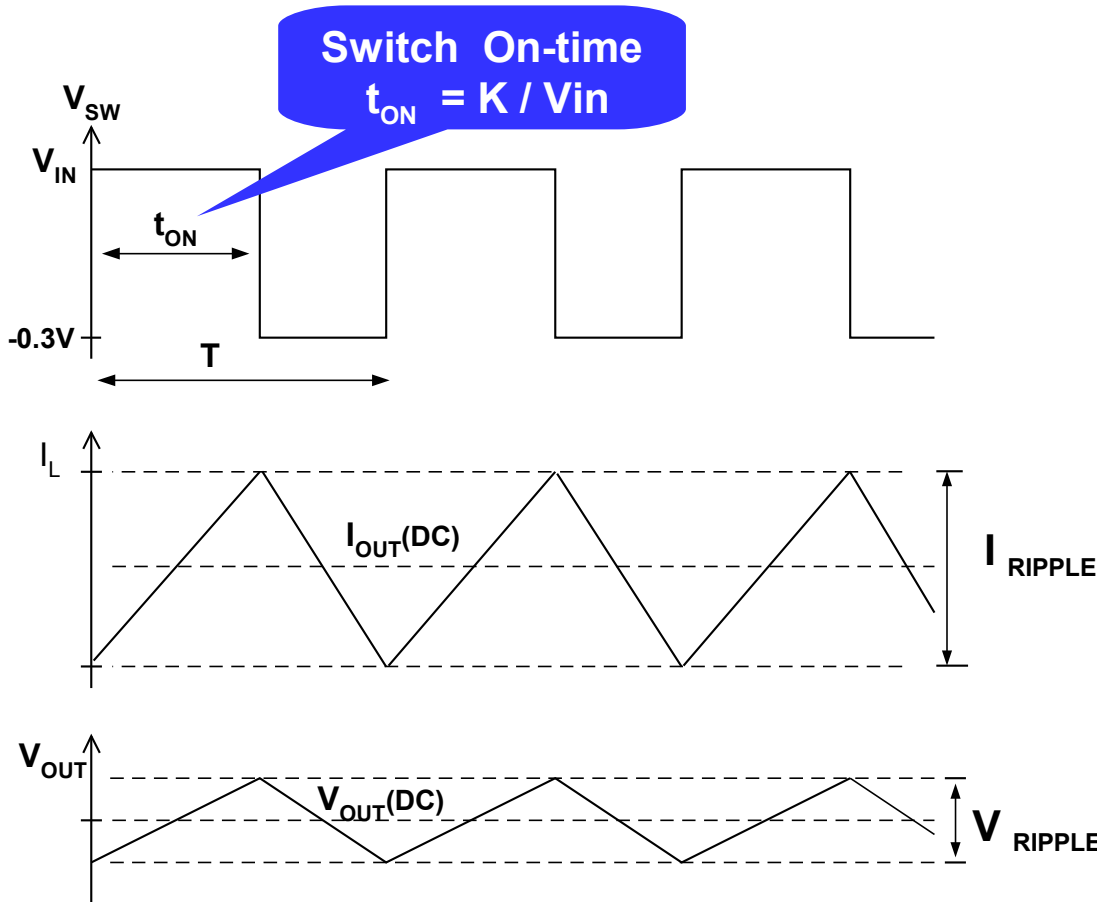 Switch On-time
tON = K / Vin
VSW
VIN
tON
-0.3V
T
IL
IOUT(DC)
I RIPPLE
VOUT
VOUT(DC)
V RIPPLE